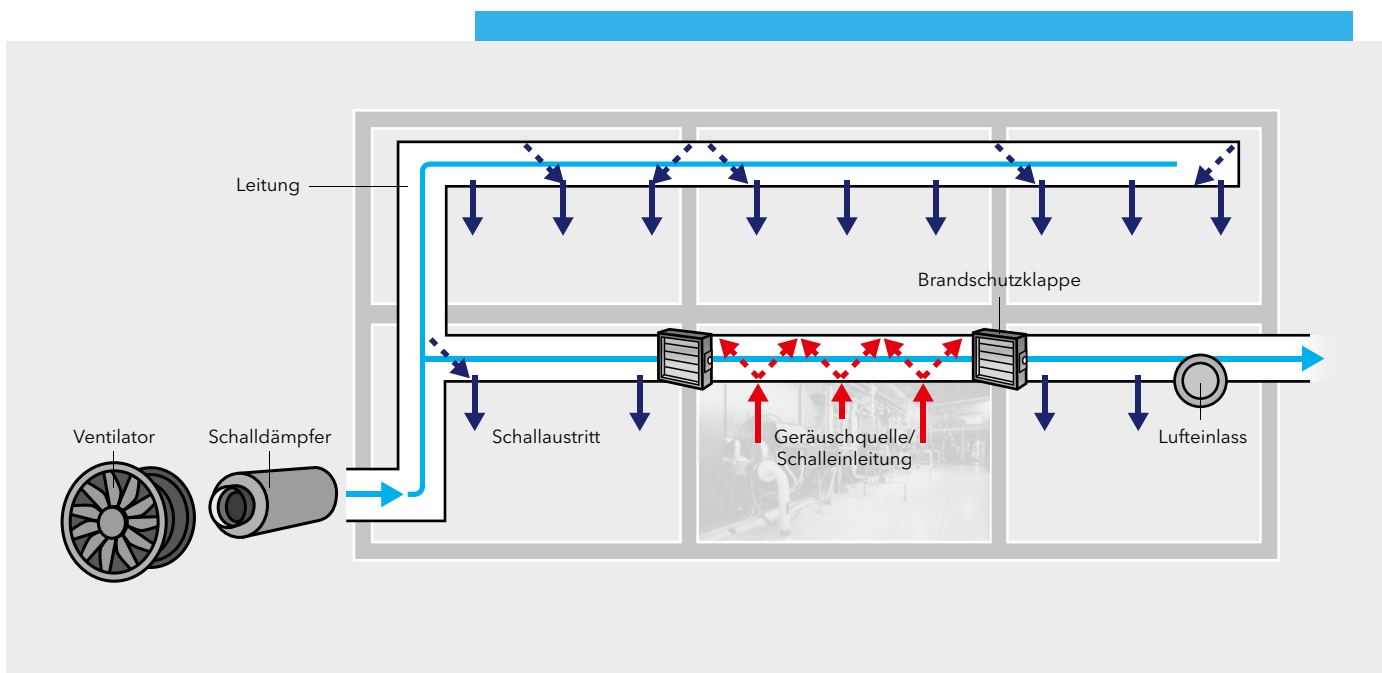 Leitung
Brandschutzklappe
Ventilator
Schalldämpfer
Schallaustritt
Geräuschquelle/
Schalleinleitung
Lufteinlass